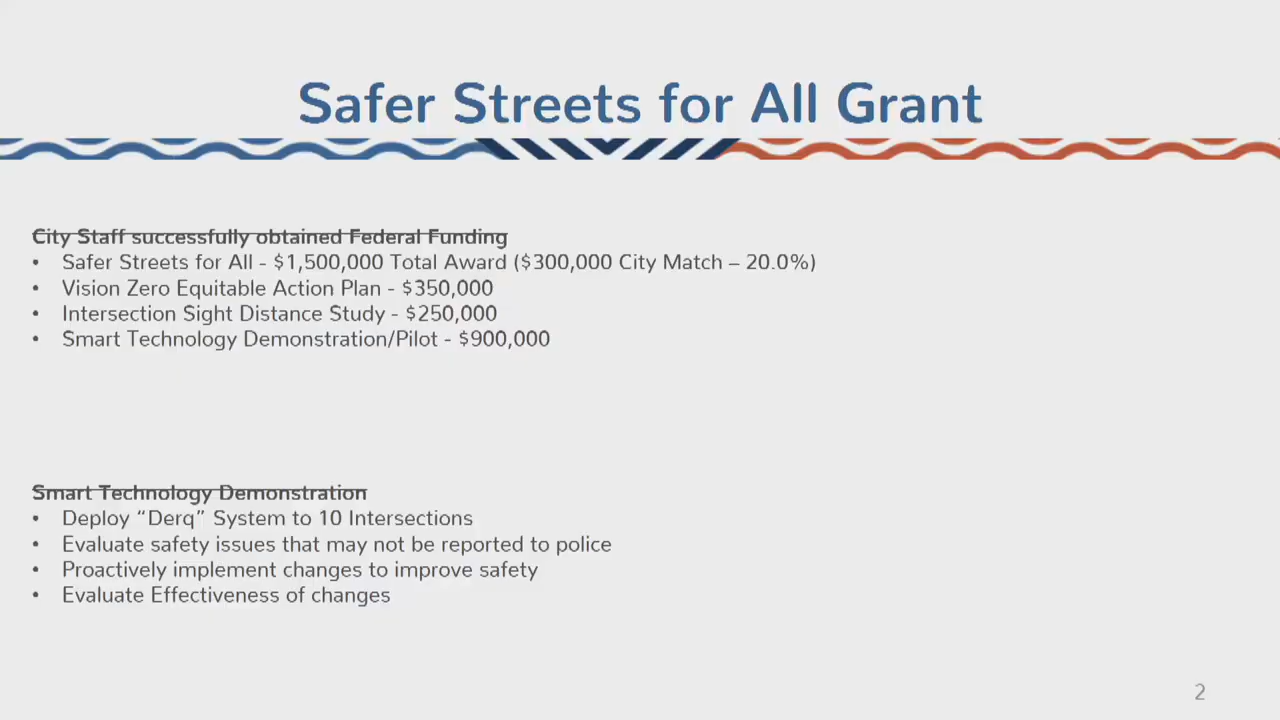 Safer Streets for All Grant
City Staff successfully obtained Federal Funding
• Safer Streets for All - $1,500,000 Total Award ($300,000 City Match – 20.0%)
• Vision Zero Equitable Action Plan - $350,000
• Intersection Sight Distance Study - $250,000
• Smart Technology Demonstration/Pilot - $900,000
Smart Technology Demonstration
• Deploy “Derq” System to 10 Intersections
• Evaluate safety issues that may not be reported to police
• Proactively implement changes to improve safety
• Evaluate Effectiveness of changes
2